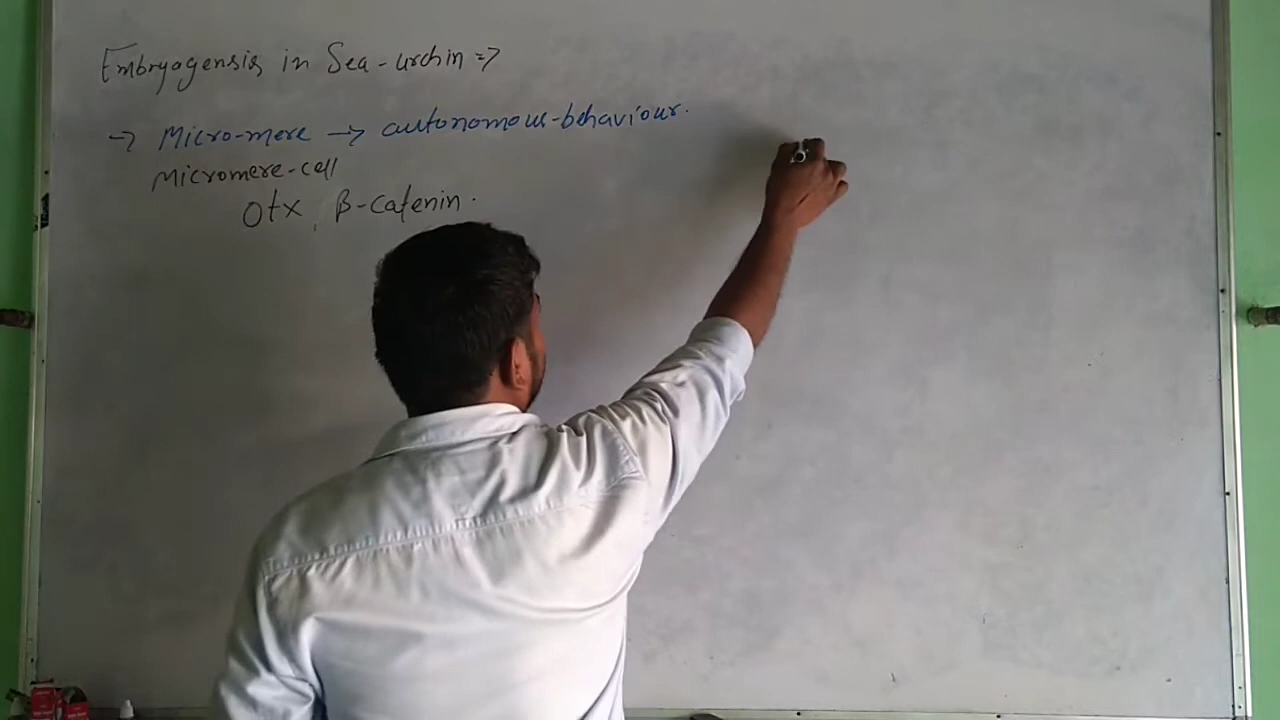 Embryogensis in Sea-urchin =>
-> Micro-mere -> autonomous-behaviour.
Micromere-cell
Otx, β-catenin.